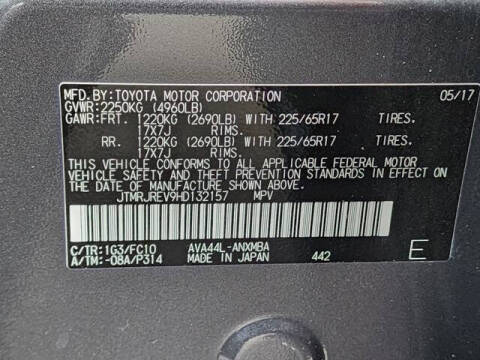 MFD. BY: TOYOTA MOTOR CORPORATION 05/17
GVWR: 2250KG (4960LB)
GAWR: FRT. 1220KG (2690LB) WITH 225/65R17 TIRES,
17X7J RIMS.
RR. 1220KG (2690LB) WITH 225/65R17 TIRES,
17X7J RIMS.
THIS VEHICLE CONFORMS TO ALL APPLICABLE FEDERAL MOTOR
VEHICLE SAFETY AND THEFT PREVENTION STANDARDS IN EFFECT ON
THE DATE OF MANUFACTURE SHOWN ABOVE.
JTMRJREV9HD132157 MPV
C/TR: 1G3/FC10 AVA44L-ANXMBA
A/TM: -08A/P314 MADE IN JAPAN 442 E